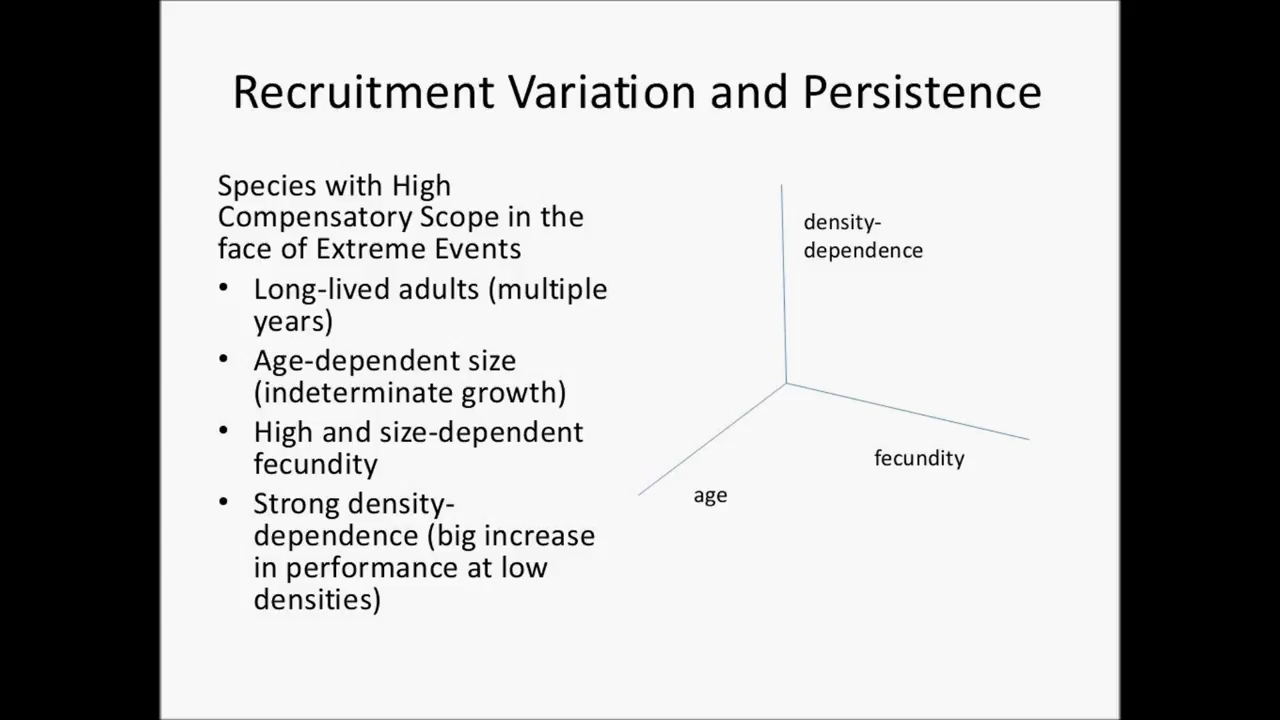 Recruitment Variation and Persistence
Species with High
Compensatory Scope in the
face of Extreme Events
• Long-lived adults (multiple
years)
• Age-dependent size
(indeterminate growth)
• High and size-dependent
fecundity
• Strong density-
dependence (big increase
in performance at low
densities)
density-
dependence
fecundity
age